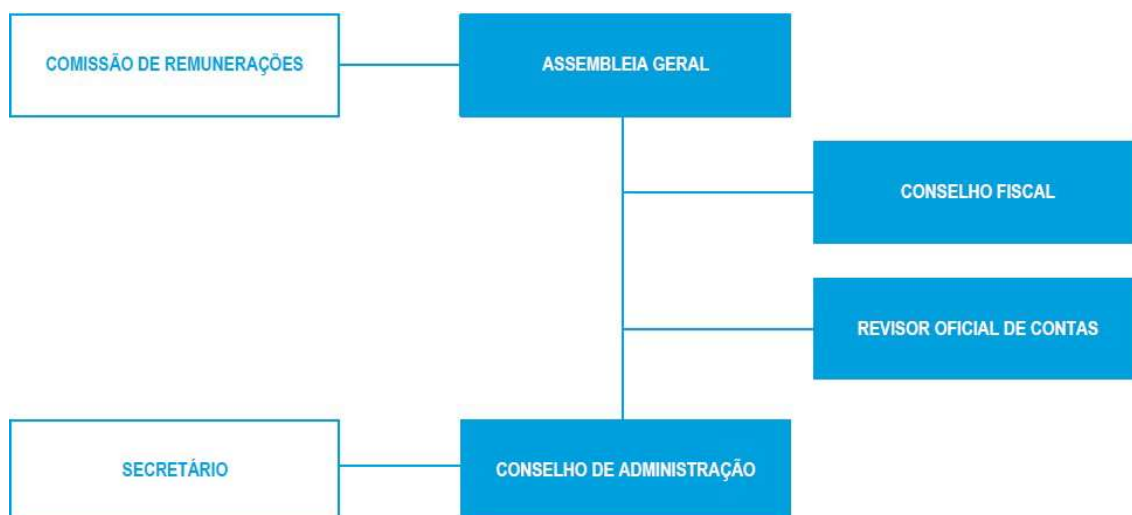 COMISSÃO DE REMUNERAÇÕES
ASSEMBLEIA GERAL
CONSELHO FISCAL
REVISOR OFICIAL DE CONTAS
SECRETÁRIO
CONSELHO DE ADMINISTRAÇÃO